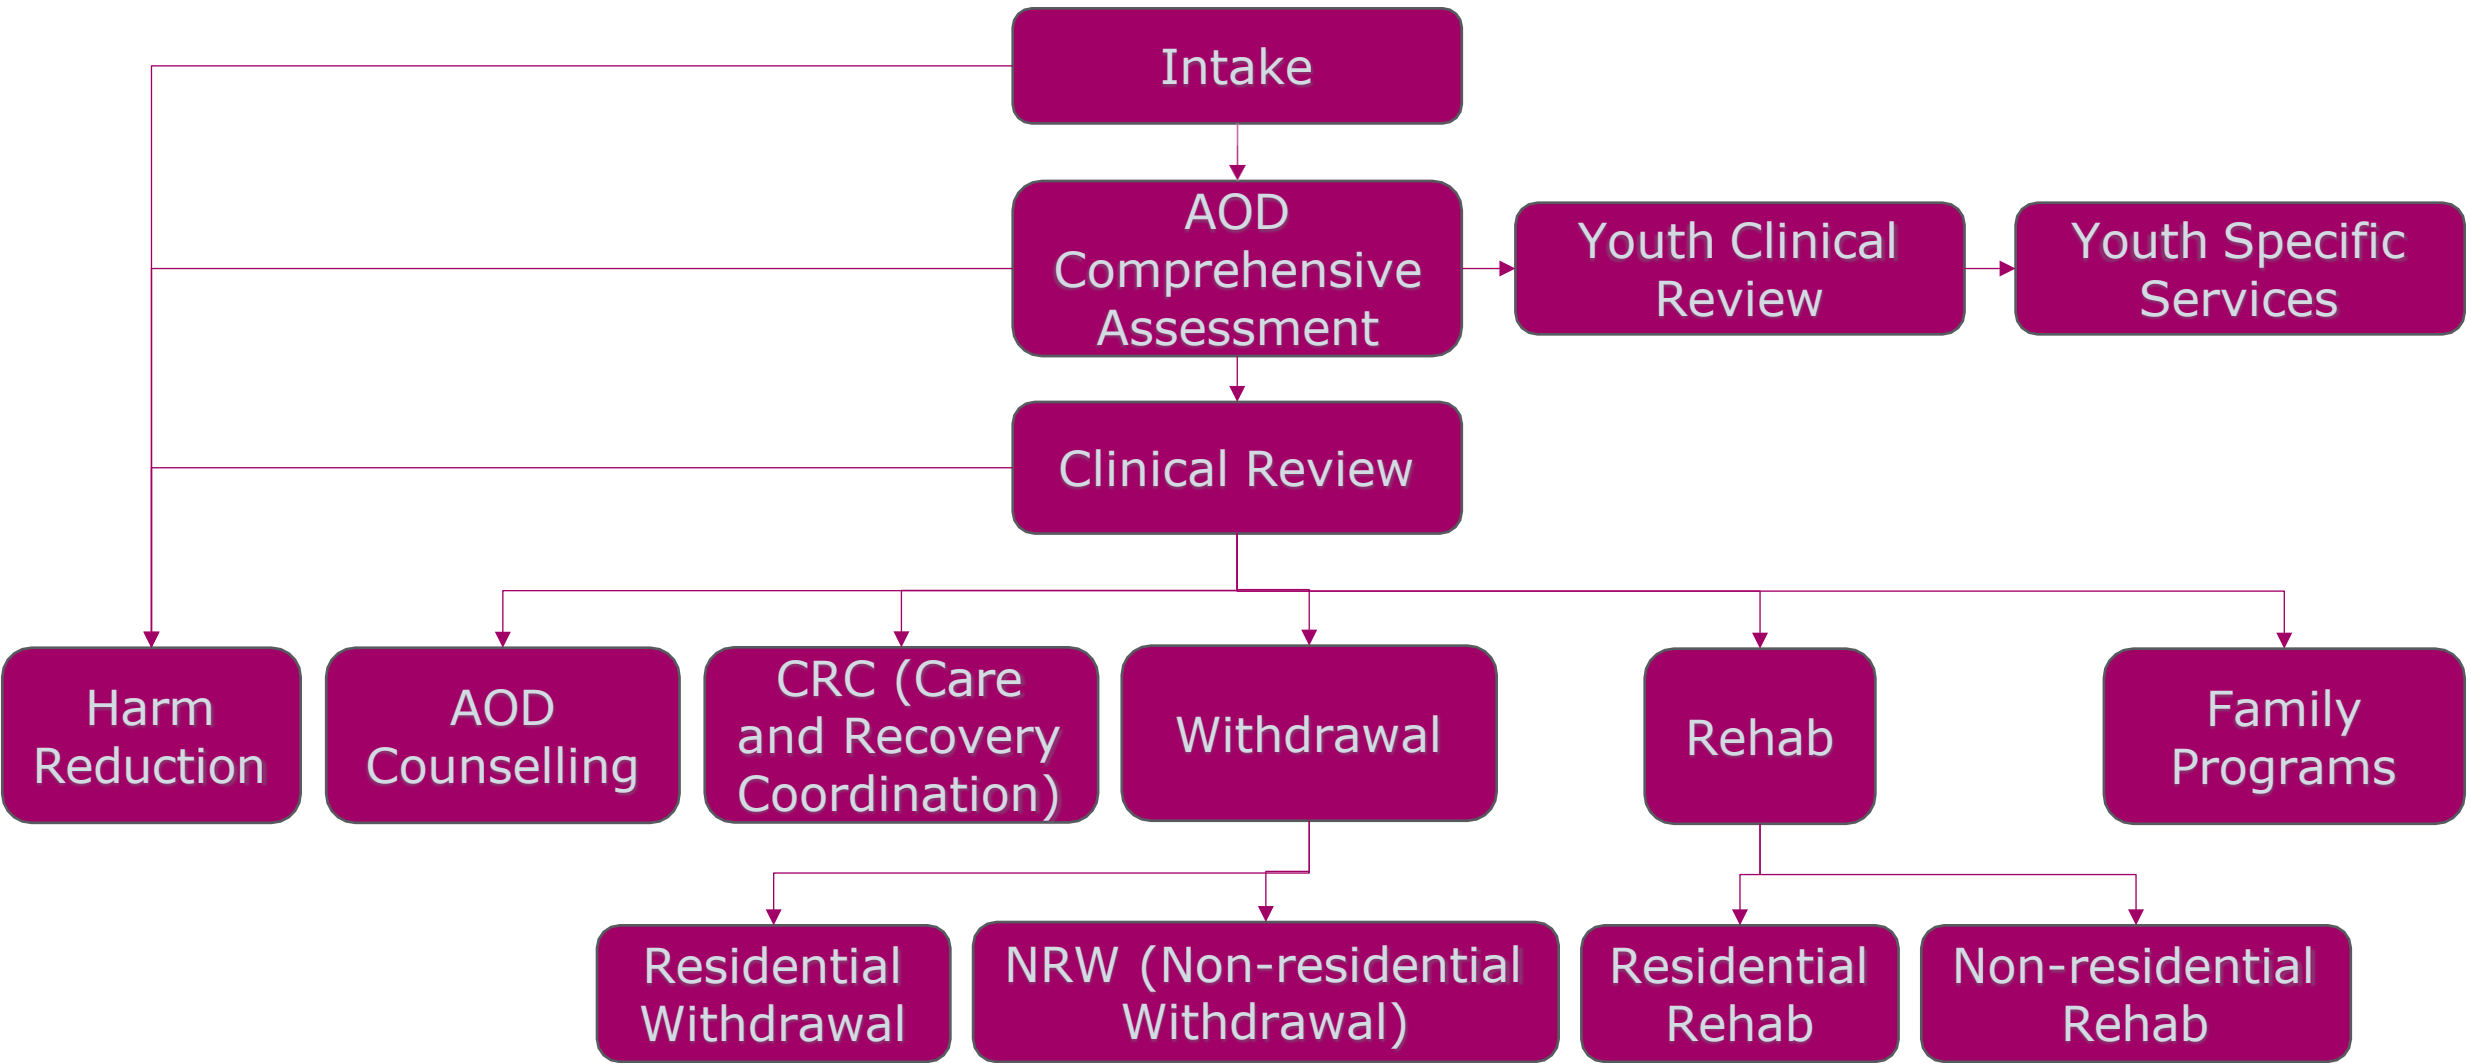 Intake
AOD
Comprehensive
Assessment
Youth Clinical
Review
Youth Specific
Services
Clinical Review
Harm
Reduction
AOD
Counselling
CRC (Care
and Recovery
Coordination)
Withdrawal
Rehab
Family
Programs
Residential
Withdrawal
NRW (Non-residential
Withdrawal)
Residential
Rehab
Non-residential
Rehab